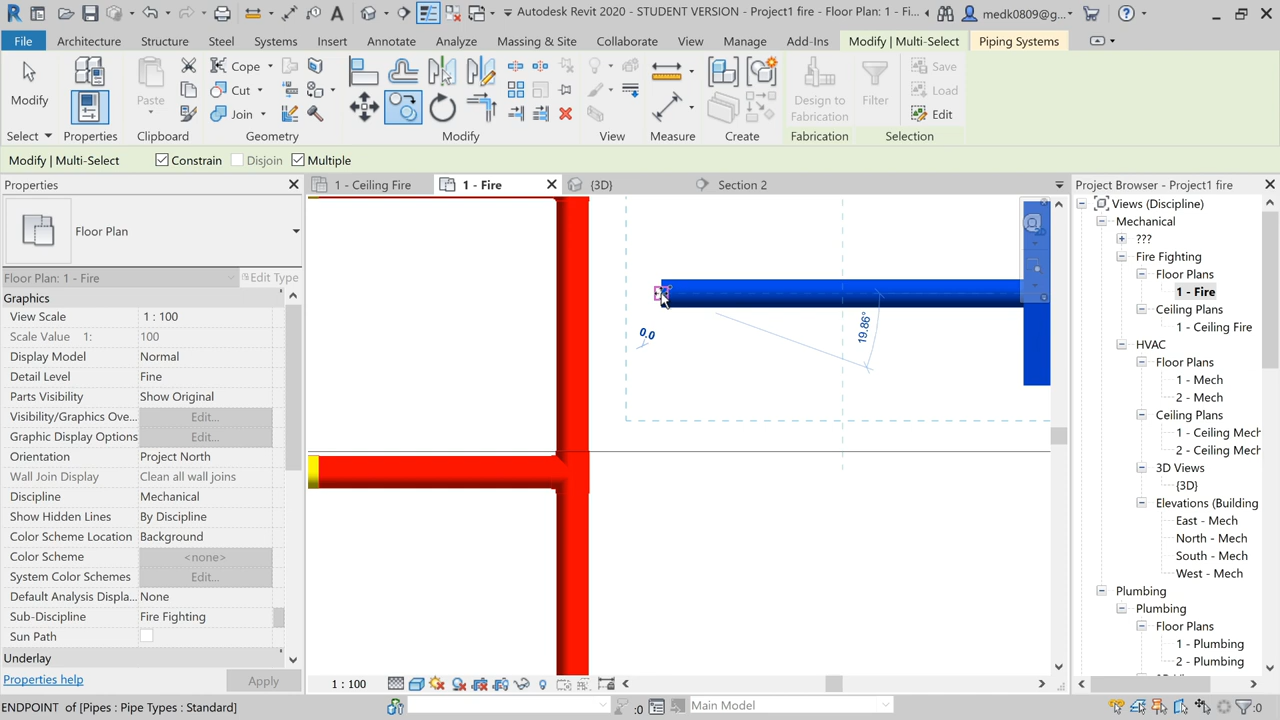 Autodesk Revit 2020 - STUDENT VERSION - Project1 fire - Floor Plan: 1 - Fi...
medk0809@g...
File Architecture Structure Steel Systems Insert Annotate Analyze Massing & Site Collaborate View Manage Add-Ins Modify | Multi-Select Piping Systems
Modify
Paste
Cope
Cut
Join
Design to
Fabrication
Filter
Save
Load
Edit
Select Properties Clipboard Geometry Modify View Measure Create Fabrication Selection
Modify | Multi-Select Constrain Disjoin Multiple
Properties
1 - Ceiling Fire 1 - Fire {3D} Section 2
Project Browser - Project1 fire
Floor Plan
Floor Plan: 1 - Fire Edit Type
Graphics
View Scale 1 : 100
Scale Value 1: 100
Display Model Normal
Detail Level Fine
Parts Visibility Show Original
Visibility/Graphics Ove... Edit...
Graphic Display Options Edit...
Orientation Project North
Wall Join Display Clean all wall joins
Discipline Mechanical
Show Hidden Lines By Discipline
Color Scheme Location Background
Color Scheme <none>
System Color Schemes Edit...
Default Analysis Displa... None
Sub-Discipline Fire Fighting
Sun Path
Underlay
Properties help Apply
0.0
19.86°
Views (Discipline)
Mechanical
???
Fire Fighting
Floor Plans
1 - Fire
Ceiling Plans
1 - Ceiling Fire
HVAC
Floor Plans
1 - Mech
2 - Mech
Ceiling Plans
1 - Ceiling Mech
2 - Ceiling Mech
3D Views
{3D}
Elevations (Building
East - Mech
North - Mech
South - Mech
West - Mech
Plumbing
Plumbing
Floor Plans
1 - Plumbing
2 - Plumbing
1 : 100
ENDPOINT of [Pipes : Pipe Types : Standard]
:0
Main Model
:0